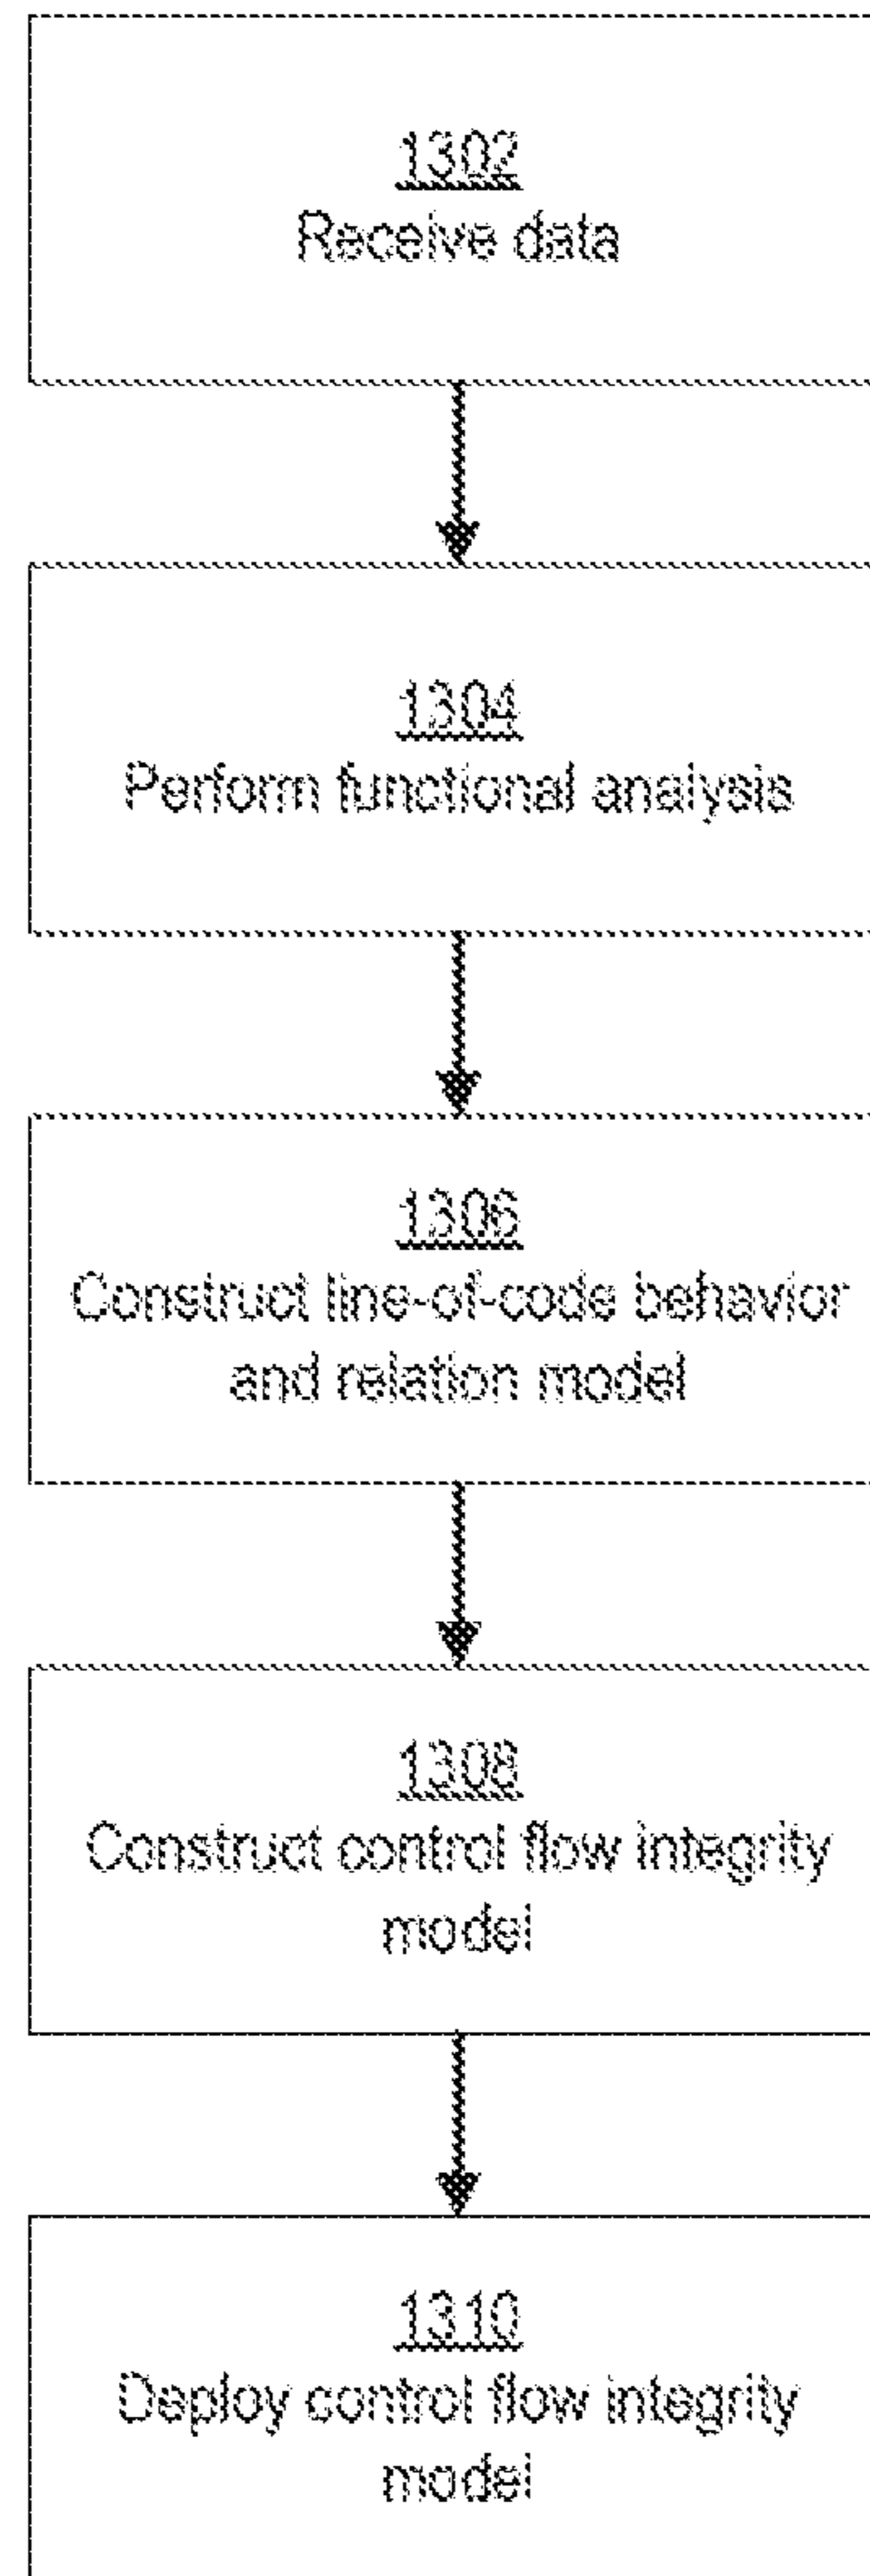 1302
Receive data
1304
Perform functional analysis
1306
Construct line-of-code behavior
and relation model
1308
Construct control flow integrity
model
1310
Deploy control flow integrity
model